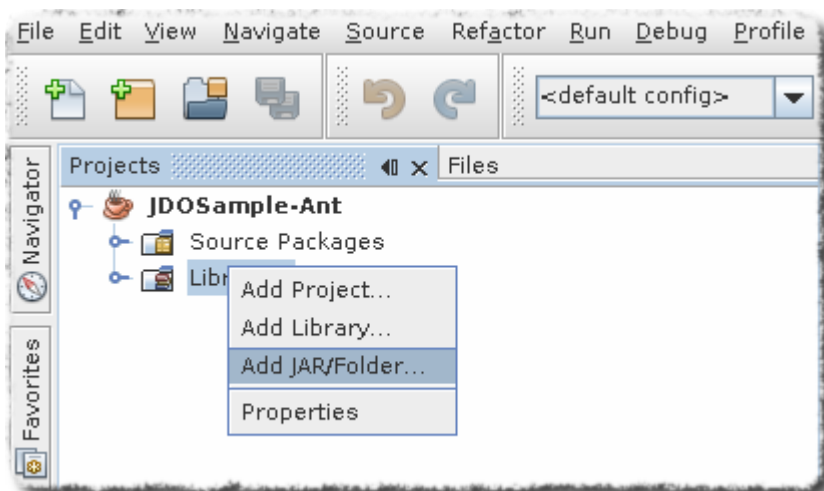 File Edit View Navigate Source Refactor Run Debug Profile
<default config>
Projects Files
Navigator
JDOSample-Ant
Source Packages
Libr
Add Project...
Add Library...
Add JAR/Folder...
Properties
Favorites